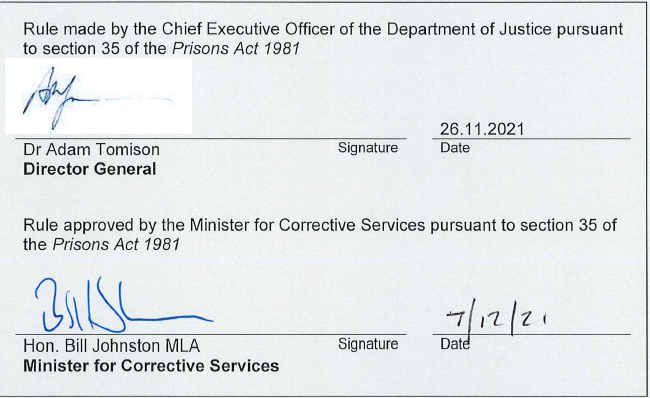 Rule made by the Chief Executive Officer of the Department of Justice pursuant
to section 35 of the Prisons Act 1981
26.11.2021
Dr Adam Tomison Signature Date
Director General
Rule approved by the Minister for Corrective Services pursuant to section 35 of
the Prisons Act 1981
7/12/21
Hon. Bill Johnston MLA Signature Date
Minister for Corrective Services